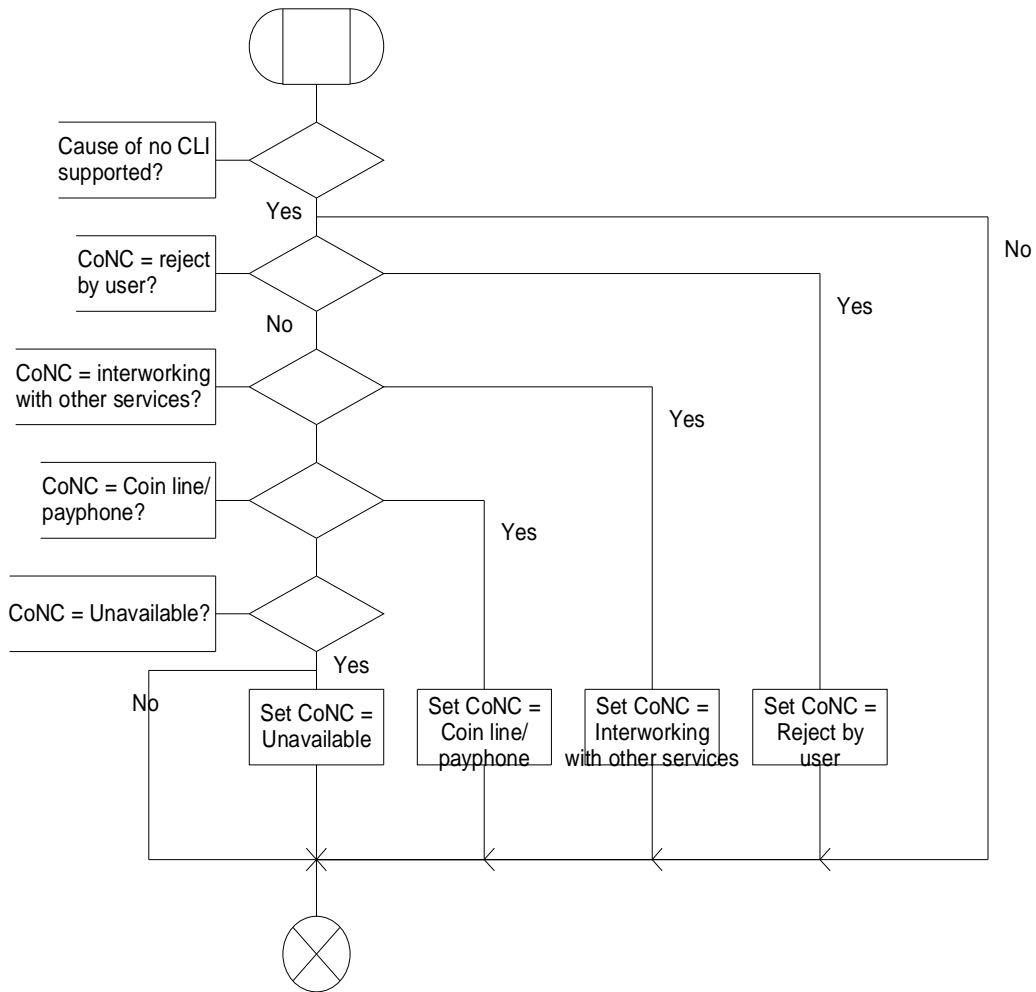 Cause of no CLI
supported?
Yes
No
CoNC = reject
by user?
Yes
No
CoNC = interworking
with other services?
Yes
CoNC = Coin line/
payphone?
Yes
CoNC = Unavailable?
Yes
No
Set CoNC =
Unavailable
Set CoNC =
Coin line/
payphone
Set CoNC =
Interworking
with other services
Set CoNC =
Reject by
user